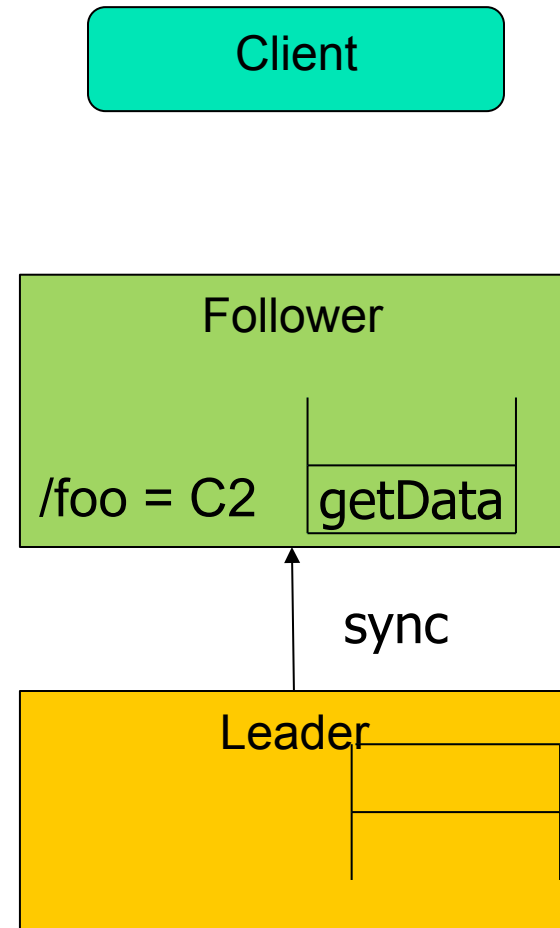 Client
Follower
/foo = C2
getData
sync
Leader